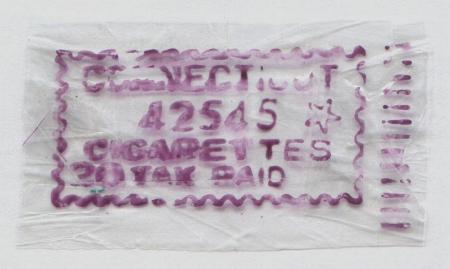 CONNECTICUT
42545 ☆
CIGARETTES
20 TAX PAID